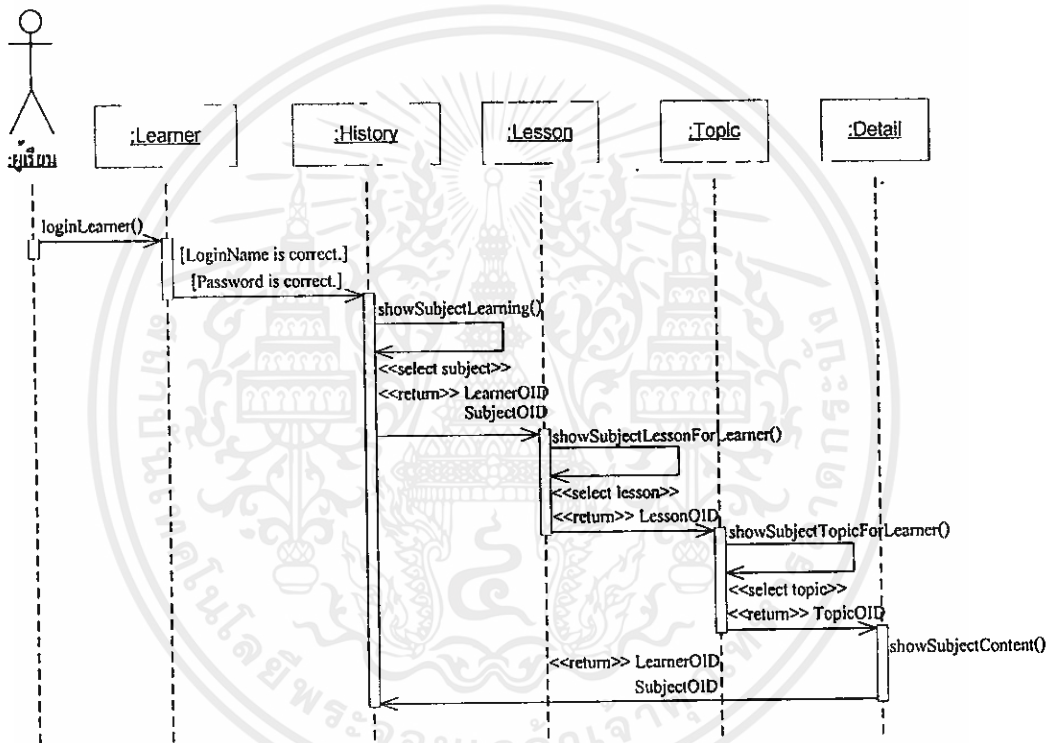 :ผู้เรียน
:Learner
:History
:Lesson
:Topic
:Detail
loginLearner()
[LoginName is correct.]
[Password is correct.]
showSubjectLearning()
<<select subject>>
<<return>> LearnerOID
SubjectOID
showSubjectLessonForLearner()
<<select lesson>>
<<return>> LessonOID
showSubjectTopicForLearner()
<<select topic>>
<<return>> TopicOID
showSubjectContent()
<<return>> LearnerOID
SubjectOID